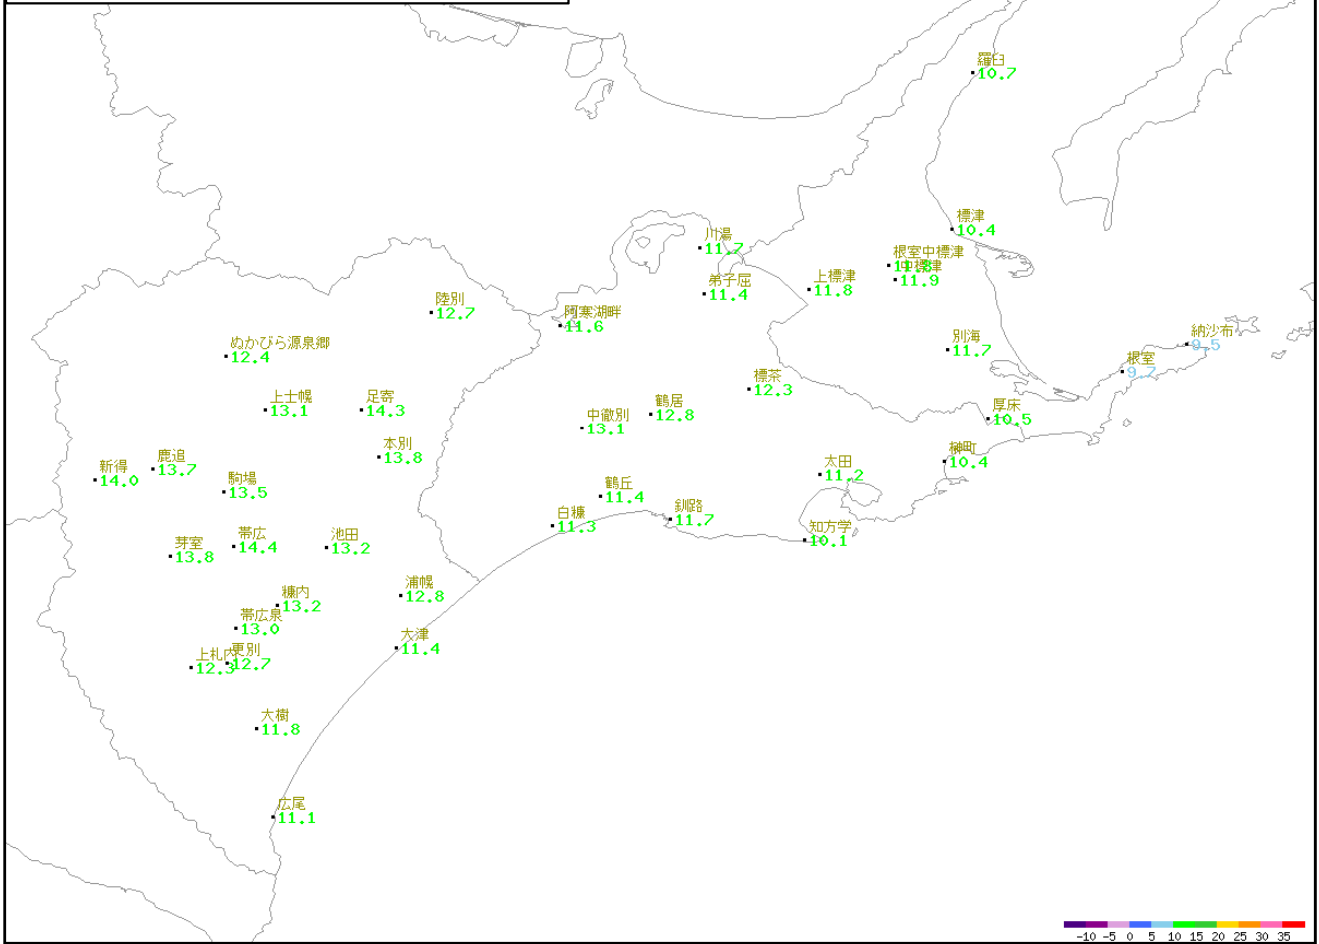 羅臼
10.7
標津
10.4
川湯
11.7
根室中標津
中標津
11.9
弟子屈
11.4
上標津
11.8
陸別
12.7
阿寒湖畔
11.6
ぬかびら源泉郷
12.4
別海
11.7
納沙布
9.5
根室
9.7
標茶
12.3
上士幌
13.1
足寄
14.3
鶴居
12.8
中徹別
13.1
厚床
10.5
本別
13.8
榊町
10.4
鹿追
13.7
新得
14.0
太田
11.2
駒場
13.5
鶴丘
11.4
白糠
11.3
釧路
11.7
知方学
10.1
帯広
14.4
池田
13.2
芽室
13.8
浦幌
12.8
糠内
13.2
帯広泉
13.0
大津
11.4
上札内
12.3
更別
12.7
大樹
11.8
広尾
11.1
-10 -5 0 5 10 15 20 25 30 35